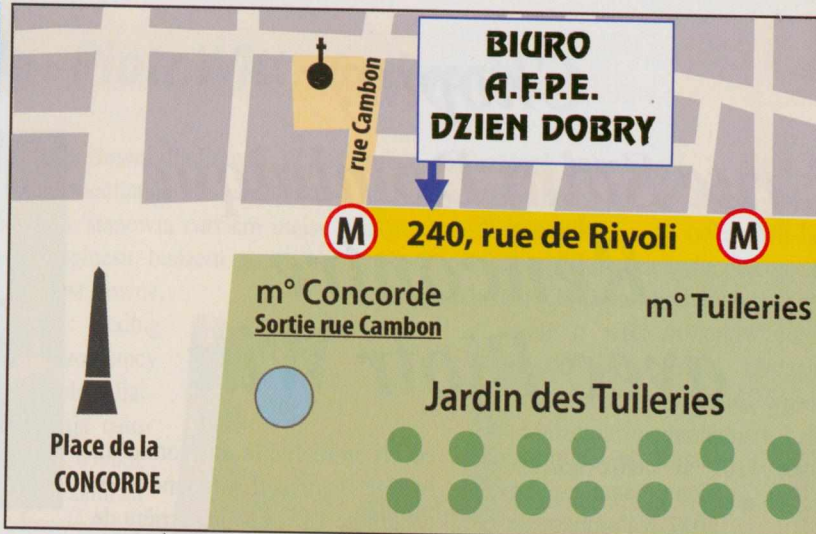 BIURO
A.F.P.E.
DZIEN DOBRY
rue Cambon
M
240, rue de Rivoli
M
m° Concorde
Sortie rue Cambon
m° Tuileries
Jardin des Tuileries
Place de la
CONCORDE